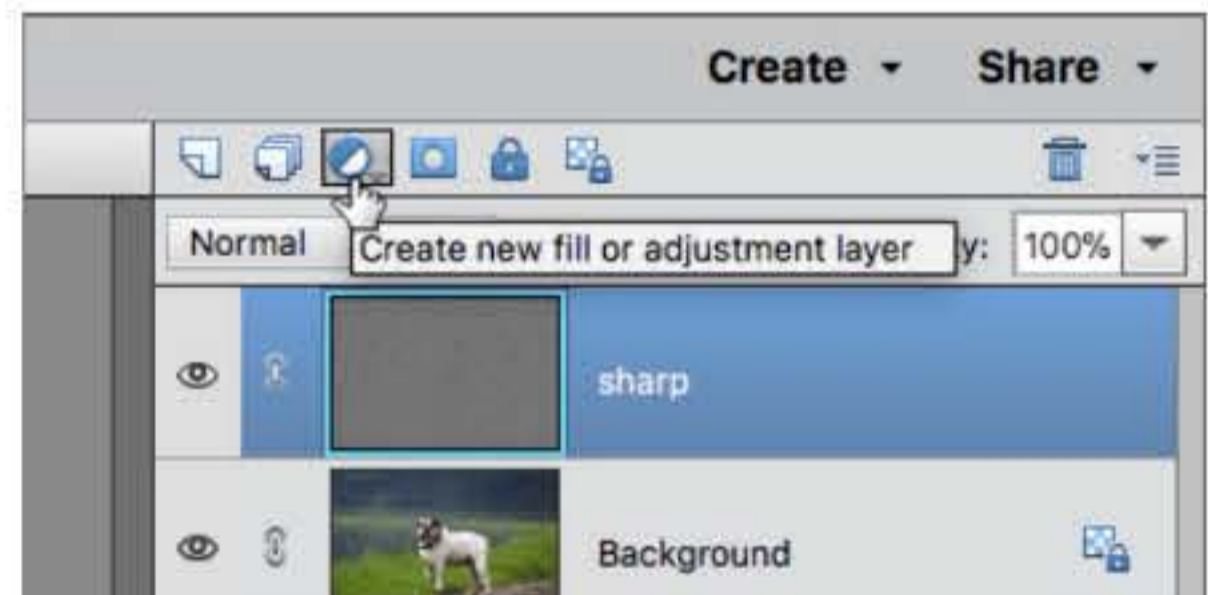 Create Share
Normal Create new fill or adjustment layer y: 100%
sharp
Background